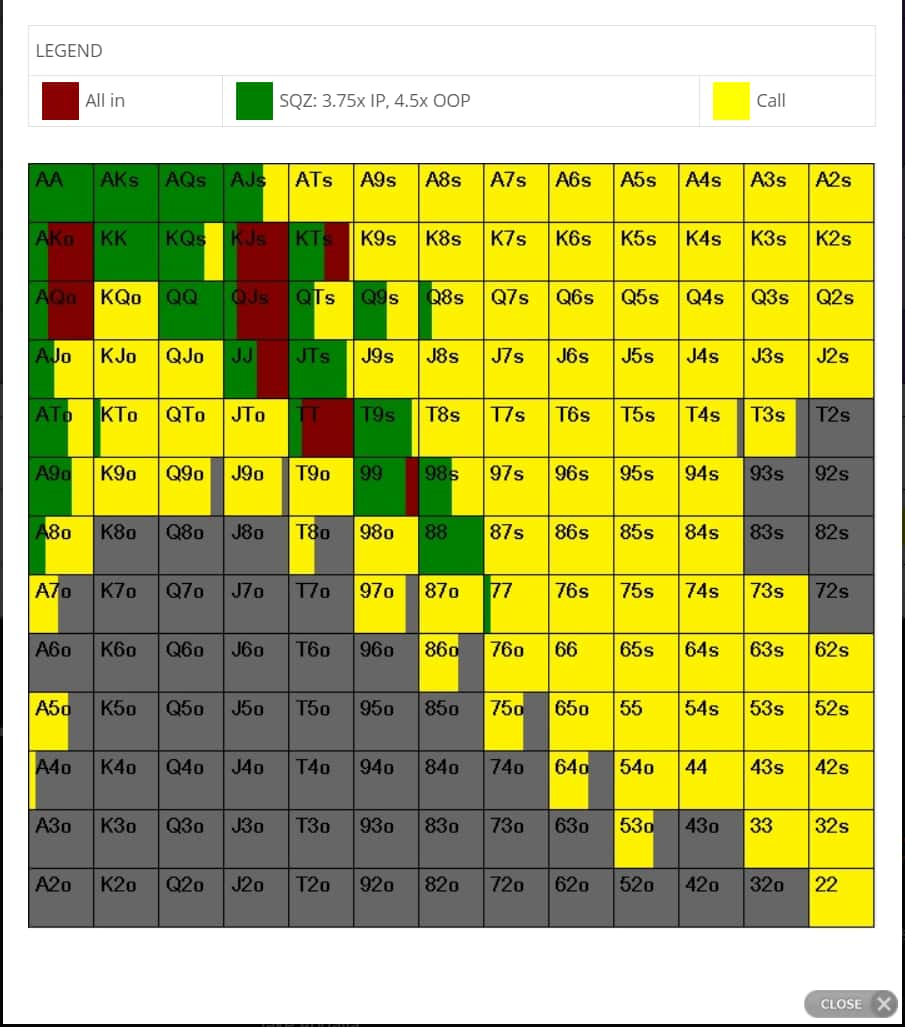 LEGEND
All in SQZ: 3.75x IP, 4.5x OOP Call
AA AKs AQs AJs ATs A9s A8s A7s A6s A5s A4s A3s A2s
AKo KK KQs KJs KTs K9s K8s K7s K6s K5s K4s K3s K2s
AQo KQo QQ QJs QTs Q9s Q8s Q7s Q6s Q5s Q4s Q3s Q2s
AJo KJo QJo JJ JTs J9s J8s J7s J6s J5s J4s J3s J2s
ATo KTo QTo JTo TT T9s T8s T7s T6s T5s T4s T3s T2s
A9o K9o Q9o J9o T9o 99 98s 97s 96s 95s 94s 93s 92s
A8o K8o Q8o J8o T8o 98o 88 87s 86s 85s 84s 83s 82s
A7o K7o Q7o J7o T7o 97o 87o 77 76s 75s 74s 73s 72s
A6o K6o Q6o J6o T6o 96o 86o 76o 66 65s 64s 63s 62s
A5o K5o Q5o J5o T5o 95o 85o 75o 65o 55 54s 53s 52s
A4o K4o Q4o J4o T4o 94o 84o 74o 64o 54o 44 43s 42s
A3o K3o Q3o J3o T3o 93o 83o 73o 63o 53o 43o 33 32s
A2o K2o Q2o J2o T2o 92o 82o 72o 62o 52o 42o 32o 22
CLOSE